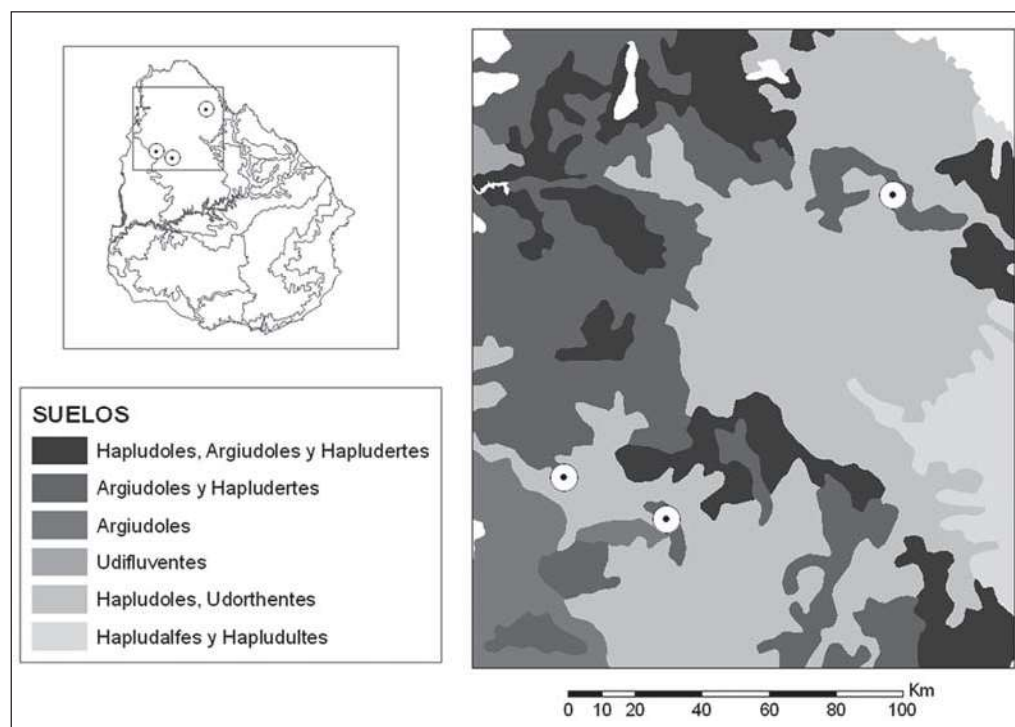 SUELOS
Hapludoles, Argiudoles y Hapludertes
Argiudoles y Hapludertes
Argiudoles
Udifluventes
Hapludoles, Udorthentes
Hapludalfes y Hapludultes
Km
0 10 20 40 60 80 100